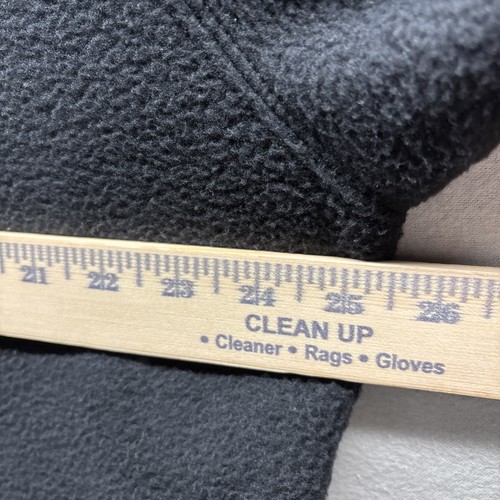 21 22 23 24 25 26
CLEAN UP
• Cleaner • Rags • Gloves